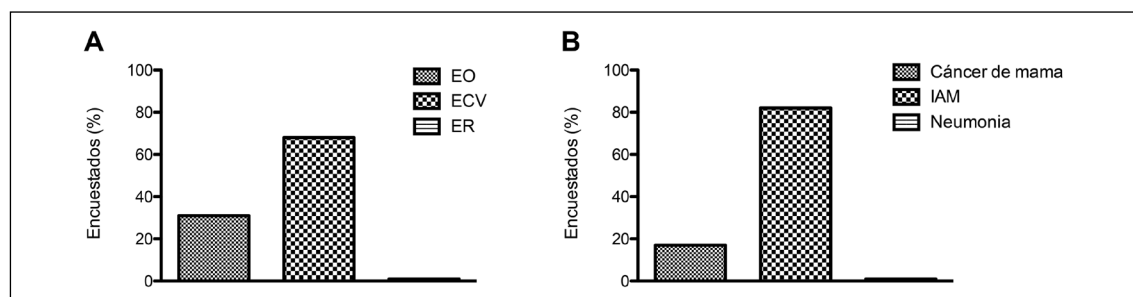 A
Encuestados (%)
100
80
60
40
20
0
EO
ECV
ER
B
Encuestados (%)
100
80
60
40
20
0
Cáncer de mama
IAM
Neumonia